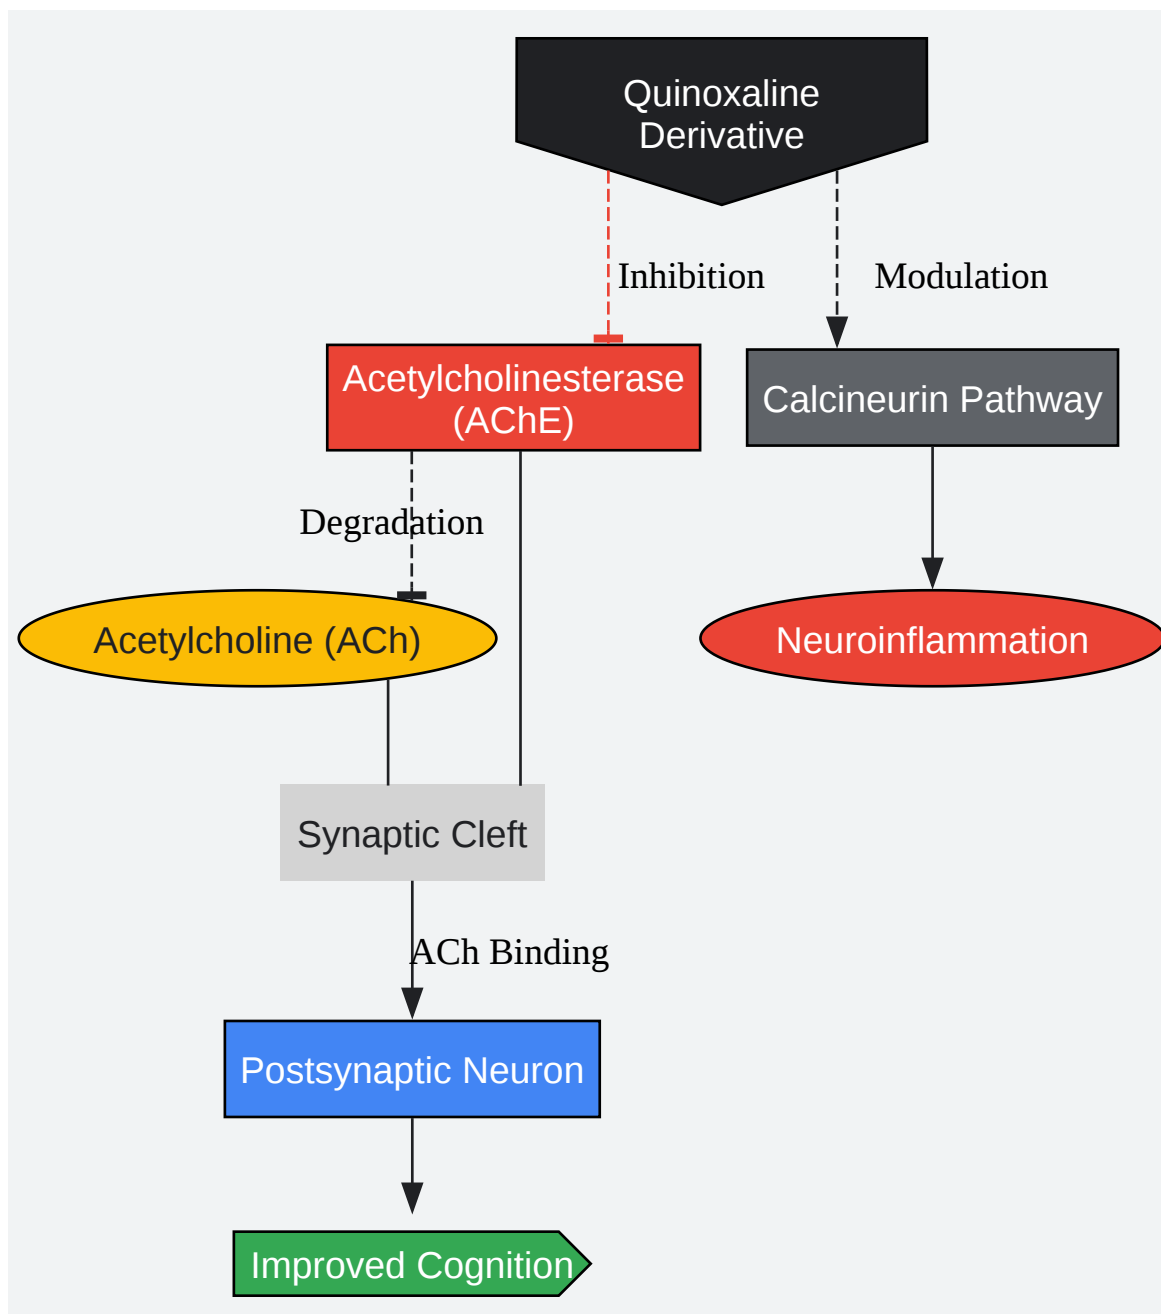 Quinoxaline
Derivative
Inhibition
Modulation
Acetylcholinesterase
(AChE)
Calcineurin Pathway
Degradation
Acetylcholine (ACh)
Neuroinflammation
Synaptic Cleft
ACh Binding
Postsynaptic Neuron
Improved Cognition